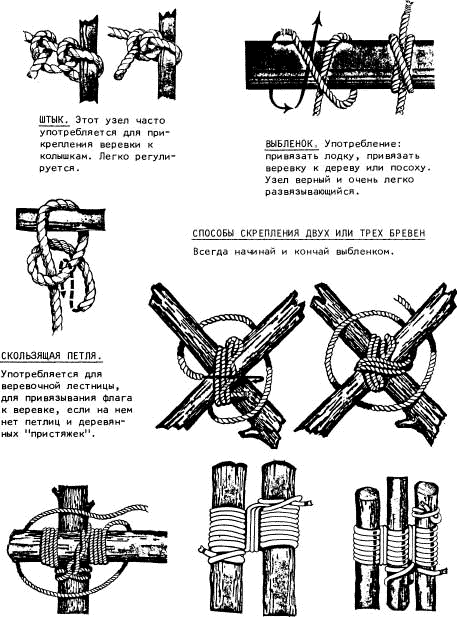 ШТЫК. Этот узел часто
употребляется для при-
крепления веревки к
колышкам. Легко регули-
руется.
ВЫБЛЕНОК. Употребление:
привязать лодку, привязать
веревку к дереву или посоху.
Узел верный и очень легко
развязывающийся.
СПОСОБЫ СКРЕПЛЕНИЯ ДВУХ ИЛИ ТРЕХ БРЕВЕН
Всегда начинай и кончай выбленком.
СКОЛЬЗЯЩАЯ ПЕТЛЯ.
Употребляется для
веревочной лестницы,
для привязывания флага
к веревке, если на нем
нет петлиц и деревян-
ных "пристяжек".